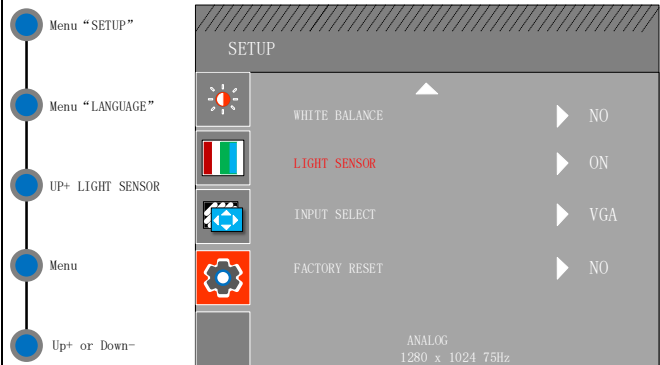 Menu“SETUP”
Menu“LANGUAGE”
UP+ LIGHT SENSOR
Menu
Up+ or Down-
SETUP
WHITE BALANCE NO
LIGHT SENSOR ON
INPUT SELECT VGA
FACTORY RESET NO
ANALOG
1280 x 1024 75Hz